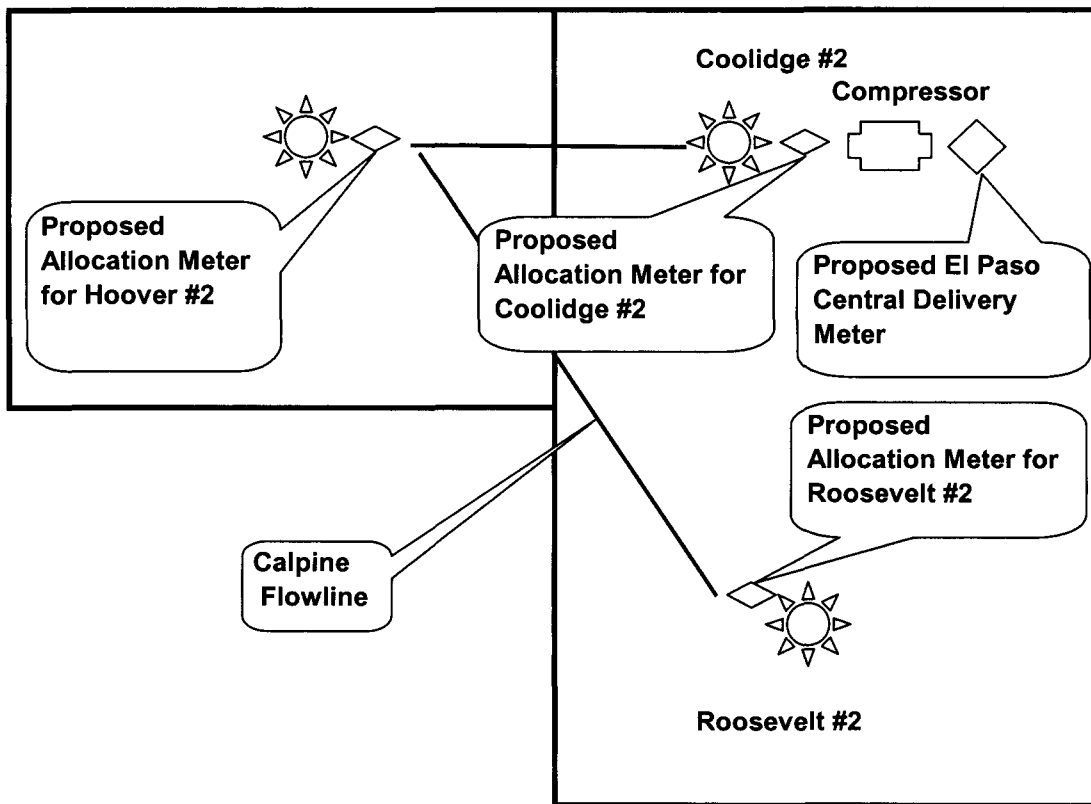 Coolidge #2
Compressor
Proposed
Allocation Meter
for Hoover #2
Proposed
Allocation Meter for
Coolidge #2
Proposed El Paso
Central Delivery
Meter
Proposed
Allocation Meter for
Roosevelt #2
Calpine
Flowline
Roosevelt #2